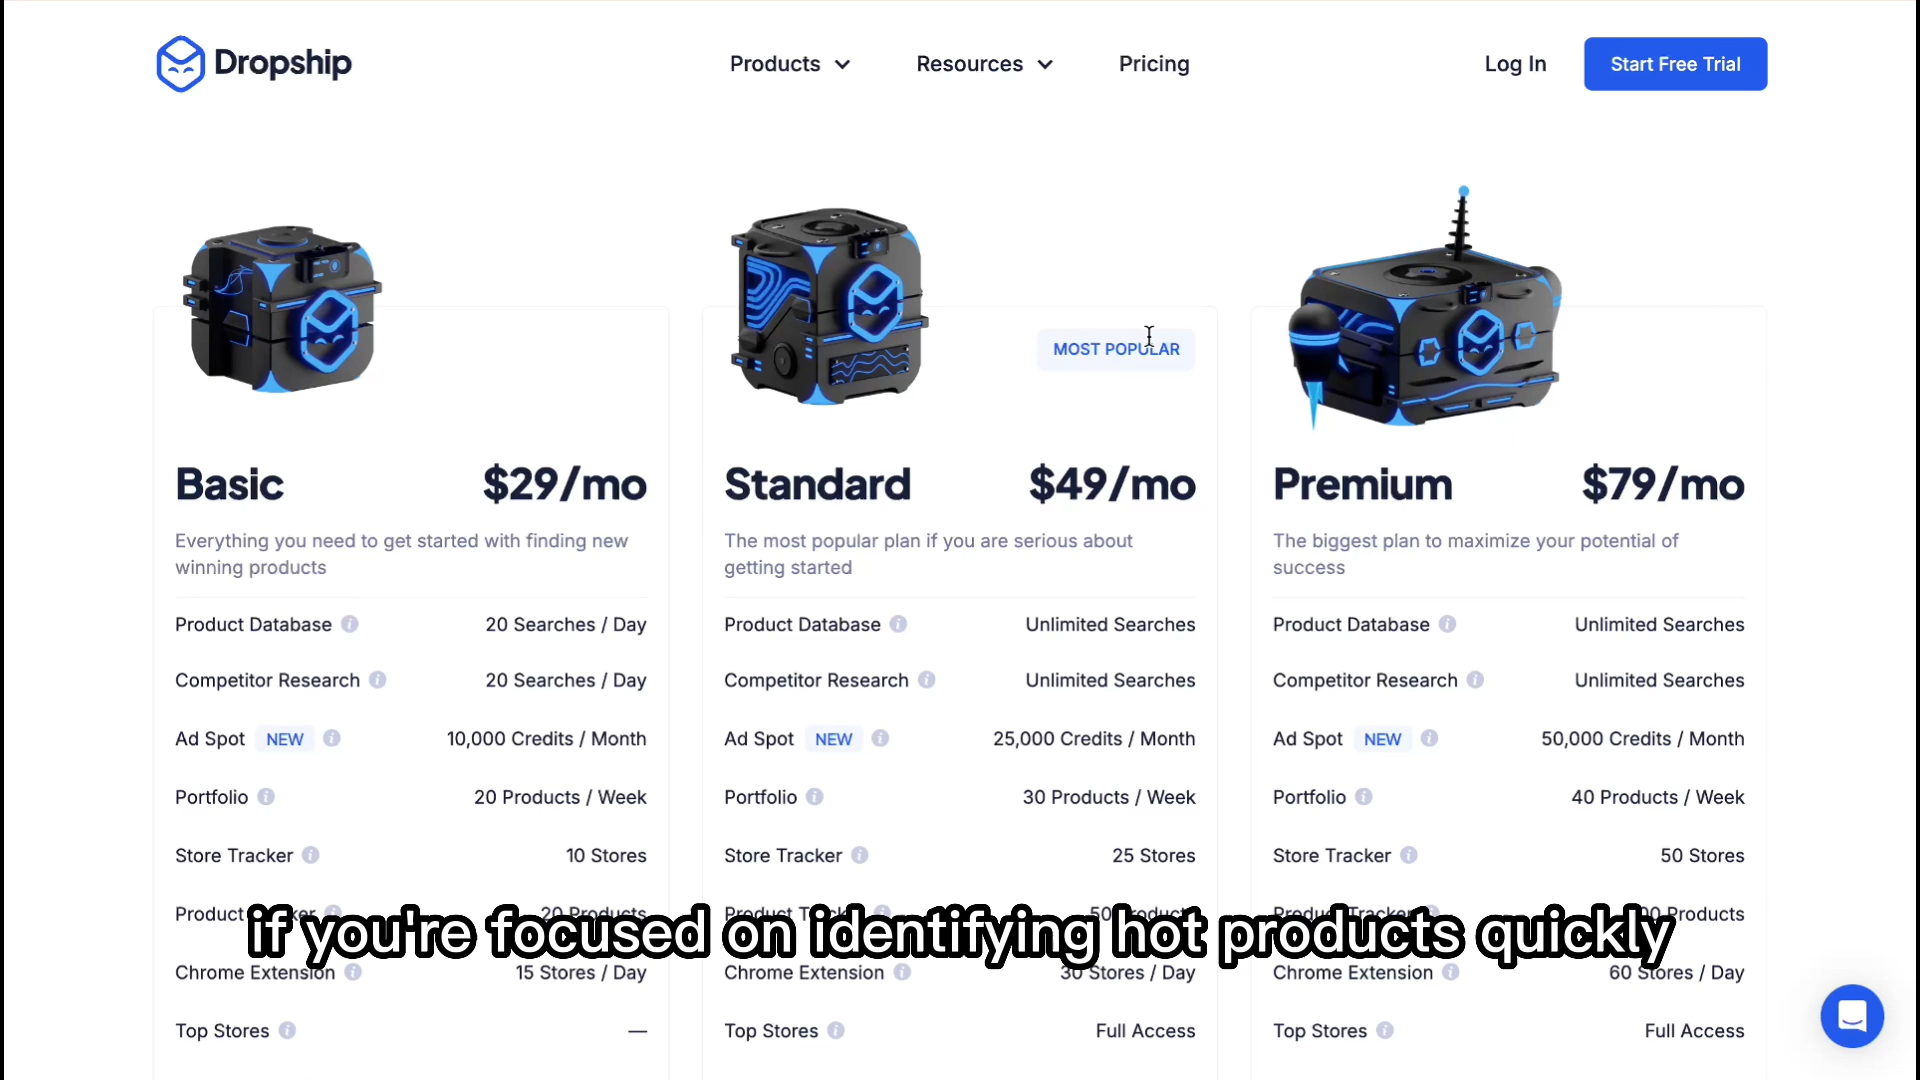 Dropship
Products
Resources
Pricing
Log In
Start Free Trial
MOST POPULAR
Basic $29/mo
Everything you need to get started with finding new
winning products
Product Database 20 Searches / Day
Competitor Research 20 Searches / Day
Ad Spot NEW 10,000 Credits / Month
Portfolio 20 Products / Week
Store Tracker 10 Stores
Product 20 Products
Chrome Extension 15 Stores / Day
Top Stores —
Standard $49/mo
The most popular plan if you are serious about
getting started
Product Database Unlimited Searches
Competitor Research Unlimited Searches
Ad Spot NEW 25,000 Credits / Month
Portfolio 30 Products / Week
Store Tracker 25 Stores
Product
Chrome Extension 30 Stores / Day
Top Stores Full Access
Premium $79/mo
The biggest plan to maximize your potential of
success
Product Database Unlimited Searches
Competitor Research Unlimited Searches
Ad Spot NEW 50,000 Credits / Month
Portfolio 40 Products / Week
Store Tracker 50 Stores
Product Tracker Products
Chrome Extension 60 Stores / Day
Top Stores Full Access
if you're focused on identifying hot products quickly